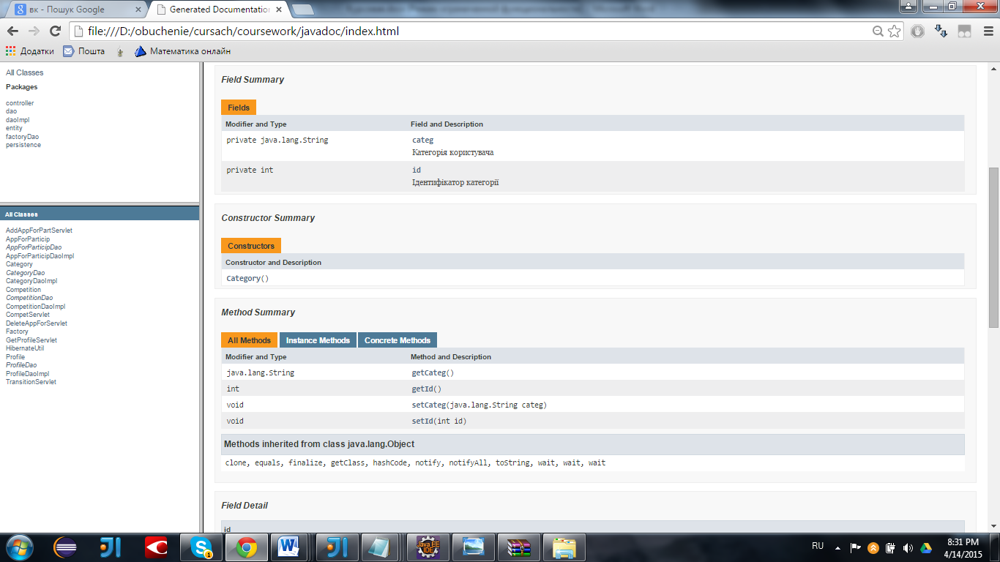 вк - Пошук Google
Generated Documentation
file:///D:/obuchenie/cursach/coursework/javadoc/index.html
Додатки
Пошта
Математика онлайн
All Classes
Packages
controller
dao
daoImpl
entity
factoryDao
persistence
All Classes
AddAppForPartServlet
AppForParticip
AppForParticipDao
AppForParticipDaoImpl
Category
CategoryDao
CategoryDaoImpl
Competition
CompetitionDao
CompetitionDaoImpl
CompetServlet
DeleteAppForServlet
Factory
GetProfileServlet
HibernateUtil
Profile
ProfileDao
ProfileDaoImpl
TransitionServlet
Field Summary
Fields
Modifier and Type Field and Description
private java.lang.String categ
Категорія користувача
private int id
Ідентифікатор категорії
Constructor Summary
Constructors
Constructor and Description
Category()
Method Summary
All Methods Instance Methods Concrete Methods
Modifier and Type Method and Description
java.lang.String getCateg()
int getId()
void setCateg(java.lang.String categ)
void setId(int id)
Methods inherited from class java.lang.Object
clone, equals, finalize, getClass, hashCode, notify, notifyAll, toString, wait, wait, wait
Field Detail
id
Java EE
IDE
RU
8:31 PM
4/14/2015